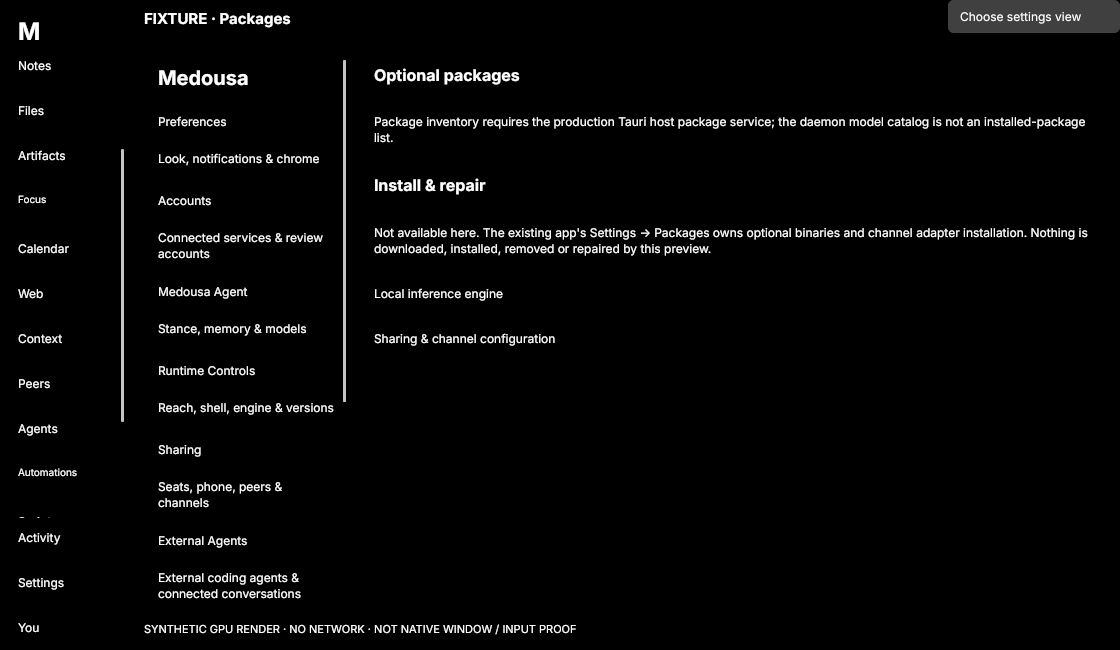 M
Notes
Files
Artifacts
Focus
Calendar
Web
Context
Peers
Agents
Automations
Activity
Settings
You
FIXTURE · Packages
Choose settings view
Medousa
Preferences
Look, notifications & chrome
Accounts
Connected services & review
accounts
Medousa Agent
Stance, memory & models
Runtime Controls
Reach, shell, engine & versions
Sharing
Seats, phone, peers &
channels
External Agents
External coding agents &
connected conversations
Optional packages
Package inventory requires the production Tauri host package service; the daemon model catalog is not an installed-package
list.
Install & repair
Not available here. The existing app's Settings → Packages owns optional binaries and channel adapter installation. Nothing is
downloaded, installed, removed or repaired by this preview.
Local inference engine
Sharing & channel configuration
SYNTHETIC GPU RENDER · NO NETWORK · NOT NATIVE WINDOW / INPUT PROOF